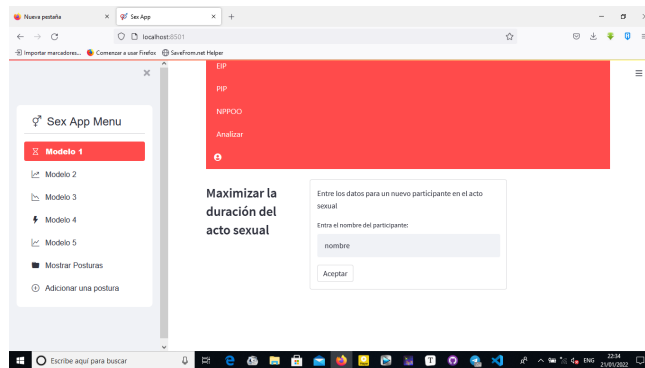 Nueva pestaña
Sex App
localhost:8501
Importar marcadores...
Comenzar a usar Firefox
SaveFrom.net Helper
Sex App Menu
Modelo 1
Modelo 2
Modelo 3
Modelo 4
Modelo 5
Mostrar Posturas
Adicionar una postura
EIP
PIP
NPPOO
Analizar
Maximizar la
duración del
acto sexual
Entre los datos para un nuevo participante en el acto
sexual
Entra el nombre del participante:
nombre
Aceptar
Escribe aquí para buscar
ENG
22:34
21/01/2022